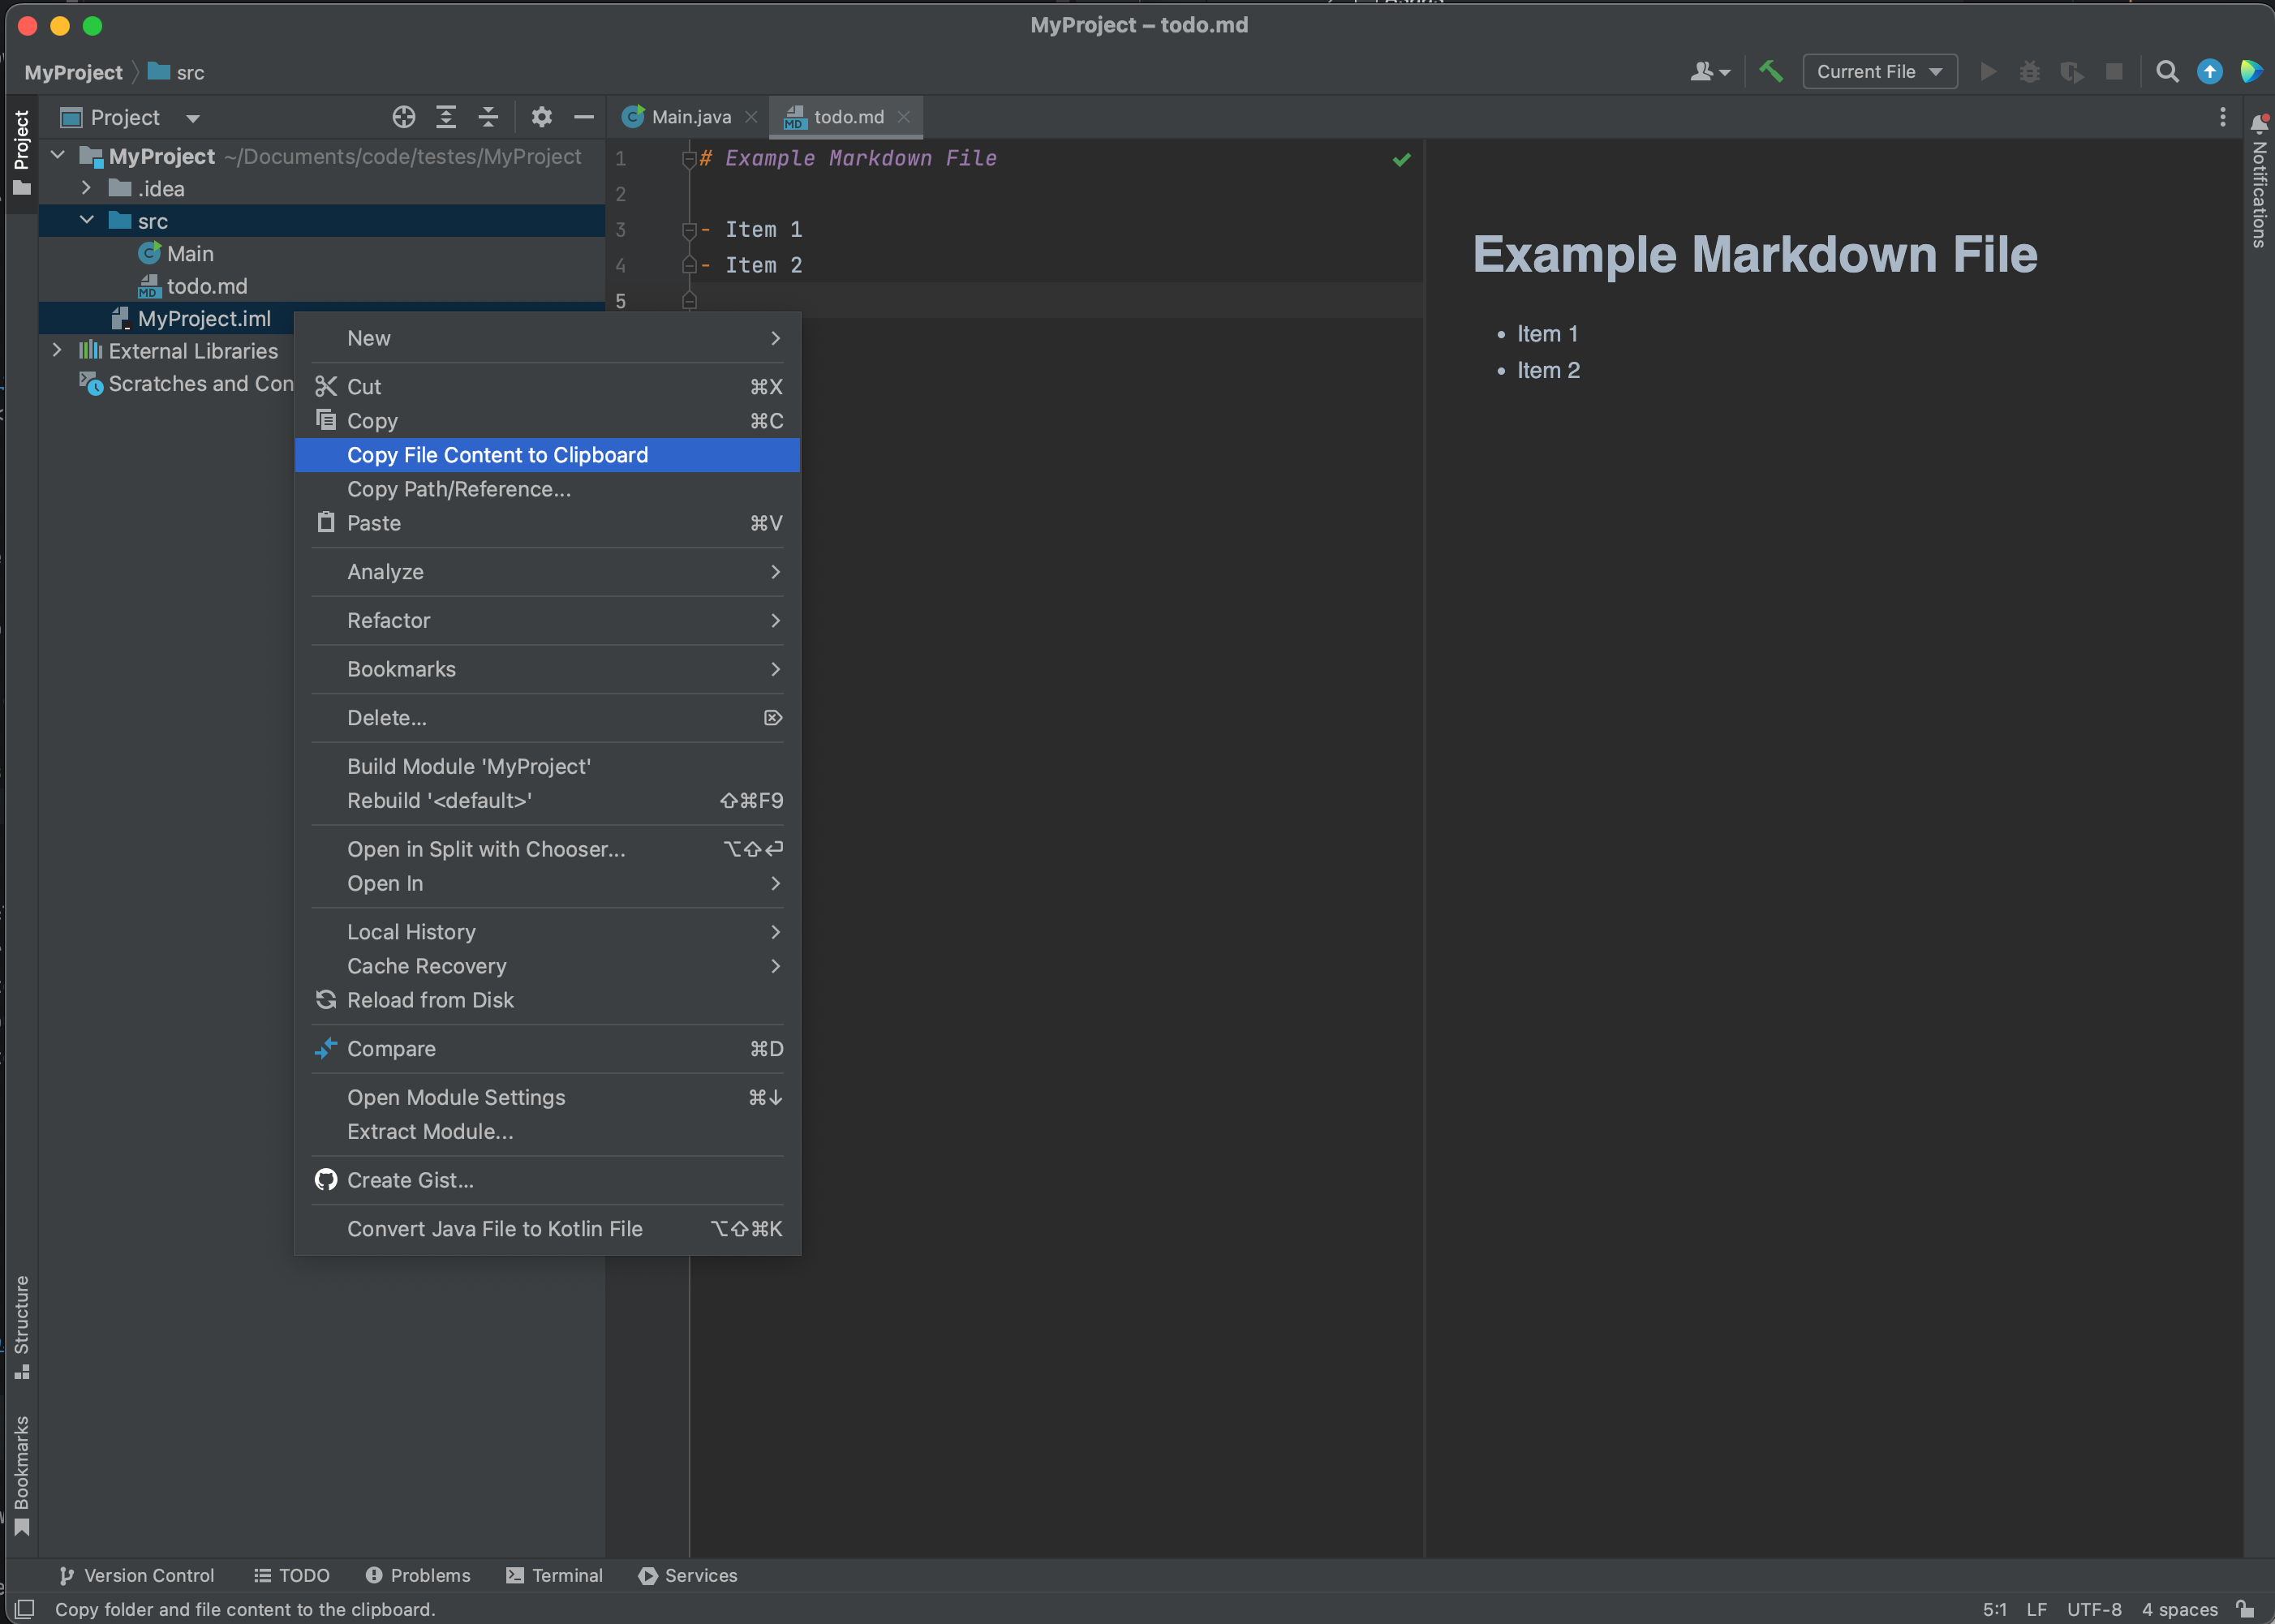 MyProject – todo.md
MyProject src
Current File
Project
Project
Main.java
MD todo.md
Notifications
MyProject ~/Documents/code/testes/MyProject
.idea
src
C Main
MD todo.md
MyProject.iml
External Libraries
Scratches and Con
1 # Example Markdown File
2
3 - Item 1
4 - Item 2
5
Example Markdown File
• Item 1
• Item 2
New
Cut ⌘X
Copy ⌘C
Copy File Content to Clipboard
Copy Path/Reference...
Paste ⌘V
Analyze
Refactor
Bookmarks
Delete... ⌦
Build Module 'MyProject'
Rebuild '<default>' ⇧⌘F9
Open in Split with Chooser... ⌥⇧⏎
Open In
Local History
Cache Recovery
Reload from Disk
Compare ⌘D
Open Module Settings ⌘↓
Extract Module...
Create Gist...
Convert Java File to Kotlin File ⌥⇧⌘K
Structure
Bookmarks
Version Control TODO Problems Terminal Services
Copy folder and file content to the clipboard. 5:1 LF UTF-8 4 spaces